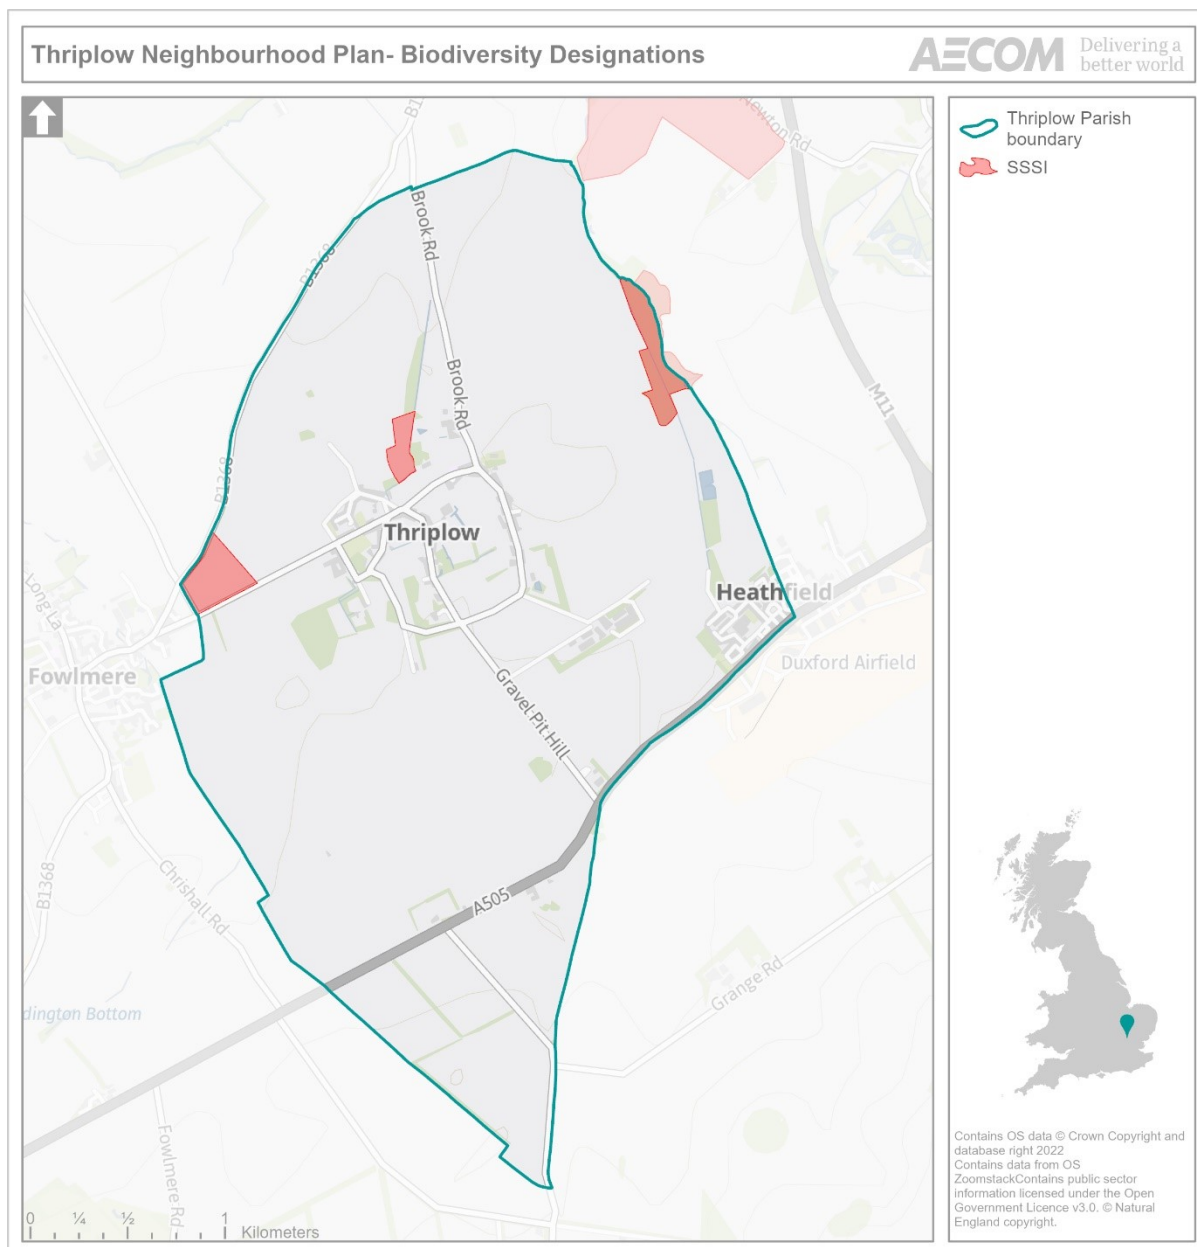 Thriplow Neighbourhood Plan- Biodiversity Designations
AECOM
Delivering a
better world
B1
Newton Rd
Brook Rd
B1368
Brook Rd
M11
B1368
Thriplow
Long La
Heathfield
Fowlmere
Duxford Airfield
Gravel Pit Hill
B1368
Chrishall Rd
A505
Grange Rd
dington Bottom
Fowlmere Rd
0 ¼ ½ 1
Kilometers
Thriplow Parish
boundary
SSSI
Contains OS data © Crown Copyright and
database right 2022
Contains data from OS
ZoomstackContains public sector
information licensed under the Open
Government Licence v3.0. © Natural
England copyright.